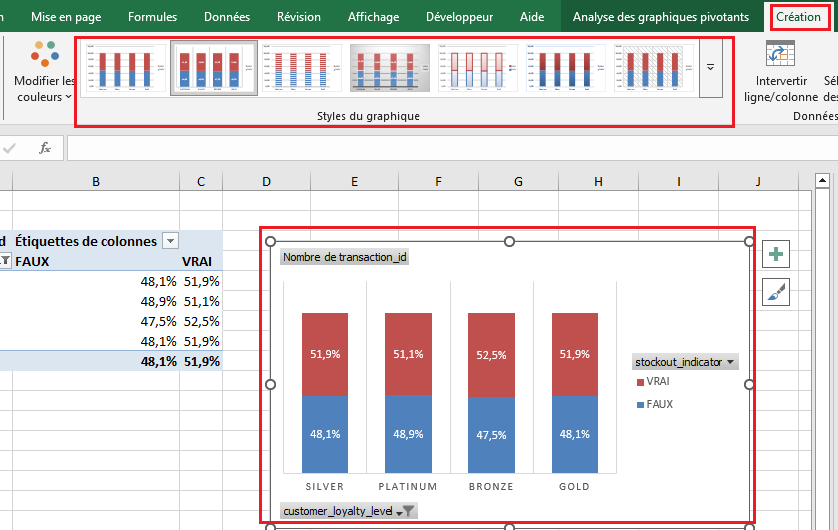 n Mise en page Formules Données Révision Affichage Développeur Aide Analyse des graphiques pivotants Création
Modifier les
couleurs
Styles du graphique
Intervertir
ligne/colonne
Sél
des
Données
fx
B C D E F G H I J
d Étiquettes de colonnes
FAUX VRAI
48,1% 51,9%
48,9% 51,1%
47,5% 52,5%
48,1% 51,9%
48,1% 51,9%
Nombre de transaction_id
51,9% 51,1% 52,5% 51,9%
48,1% 48,9% 47,5% 48,1%
SILVER PLATINUM BRONZE GOLD
stockout_indicator
VRAI
FAUX
customer_loyalty_level